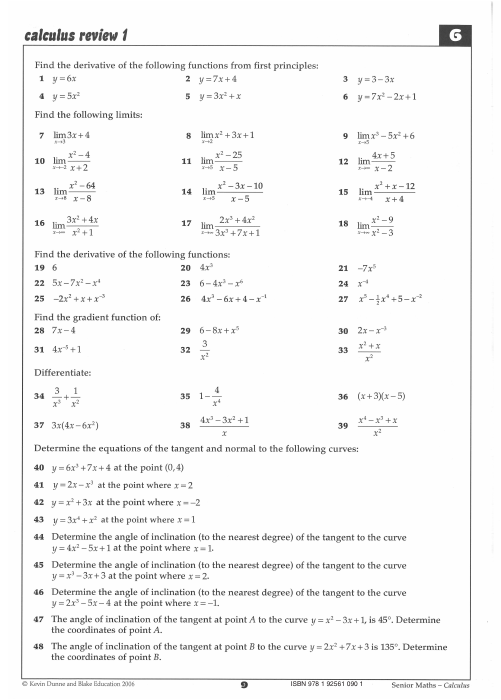 calculus review 1
G
Find the derivative of the following functions from first principles:
1 y = 6x 2 y = 7x + 4 3 y = 3 − 3x
4 y = 5x² 5 y = 3x² + x 6 y = 7x² − 2x + 1
Find the following limits:
7 lim x→3 3x + 4 8 lim x→2 x² + 3x + 1 9 lim x→5 x³ − 5x² + 6
10 lim x→−2 (x² − 4)/(x + 2) 11 lim x→5 (x² − 25)/(x − 5) 12 lim x→∞ (4x + 5)/(x − 2)
13 lim x→8 (x² − 64)/(x − 8) 14 lim x→5 (x² − 3x − 10)/(x − 5) 15 lim x→−4 (x² + x − 12)/(x + 4)
16 lim x→∞ (3x² + 4x)/(x² + 1) 17 lim x→∞ (2x³ + 4x²)/(3x³ + 7x + 1) 18 lim x→∞ (x² − 9)/(x² − 3)
Find the derivative of the following functions:
19 6 20 4x³ 21 −7x⁵
22 5x − 7x² − x⁴ 23 6 − 4x³ − x⁶ 24
25 −2x² + x + x⁻³ 26 4x³ − 6x + 4 − x⁻¹ 27 x⁵ − ½x⁴ + 5 − x⁻²
Find the gradient function of:
28 7x − 4 29 6 − 8x + x⁵ 30 2x − x⁻³
31 4x⁻⁵ + 1 32 3/x² 33 (x² + x)/x²
Differentiate:
34 3/x³ + 1/x² 35 1 − 4/x⁴ 36 (x + 3)(x − 5)
37 3x(4x − 6x²) 38 (4x³ − 3x² + 1)/x 39 (x⁴ − x³ + x)/x²
Determine the equations of the tangent and normal to the following curves:
40 y = 6x³ + 7x + 4 at the point (0, 4)
41 y = 2x − x³ at the point where x = 2
42 y = x² + 3x at the point where x = −2
43 y = 3x⁴ + x² at the point where x = 1
44 Determine the angle of inclination (to the nearest degree) of the tangent to the curve
y = 4x² − 5x + 1 at the point where x = 1.
45 Determine the angle of inclination (to the nearest degree) of the tangent to the curve
y = x³ − 3x + 3 at the point where x = 2.
46 Determine the angle of inclination (to the nearest degree) of the tangent to the curve
y = 2x³ − 5x − 4 at the point where x = −1.
47 The angle of inclination of the tangent at point A to the curve y = x² − 3x + 1, is 45°. Determine
the coordinates of point A.
48 The angle of inclination of the tangent at point B to the curve y = 2x² + 7x + 3 is 135°. Determine
the coordinates of point B.
© Kevin Dunne and Blake Education 2006 9 ISBN 978 1 92561 090 1 Senior Maths – Calculus